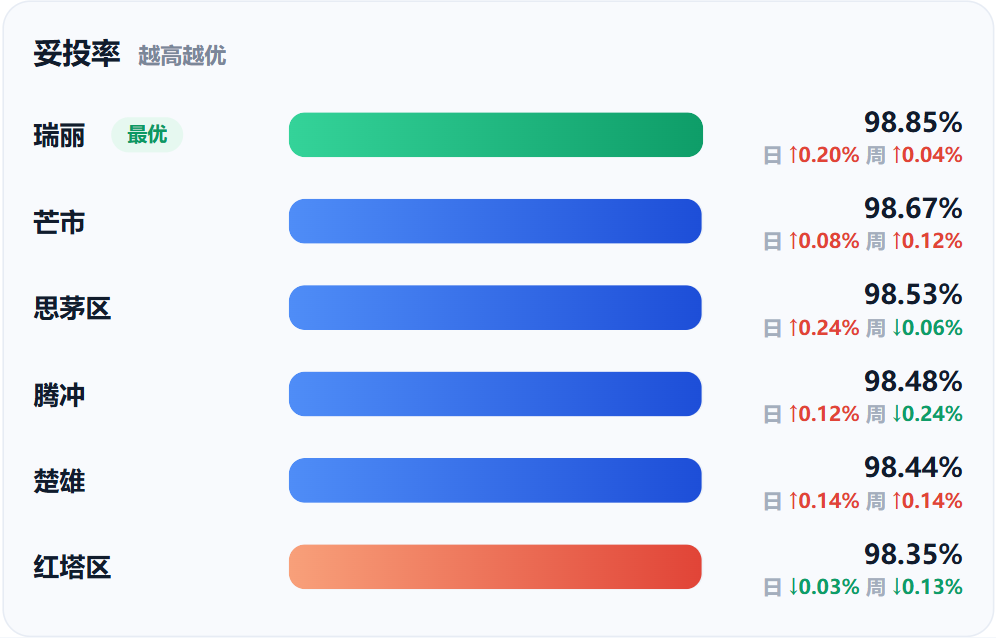 妥投率 越高越优
瑞丽 最优 98.85%
日 ↑0.20% 周 ↑0.04%
芒市 98.67%
日 ↑0.08% 周 ↑0.12%
思茅区 98.53%
日 ↑0.24% 周 ↓0.06%
腾冲 98.48%
日 ↑0.12% 周 ↓0.24%
楚雄 98.44%
日 ↑0.14% 周 ↑0.14%
红塔区 98.35%
日 ↓0.03% 周 ↓0.13%